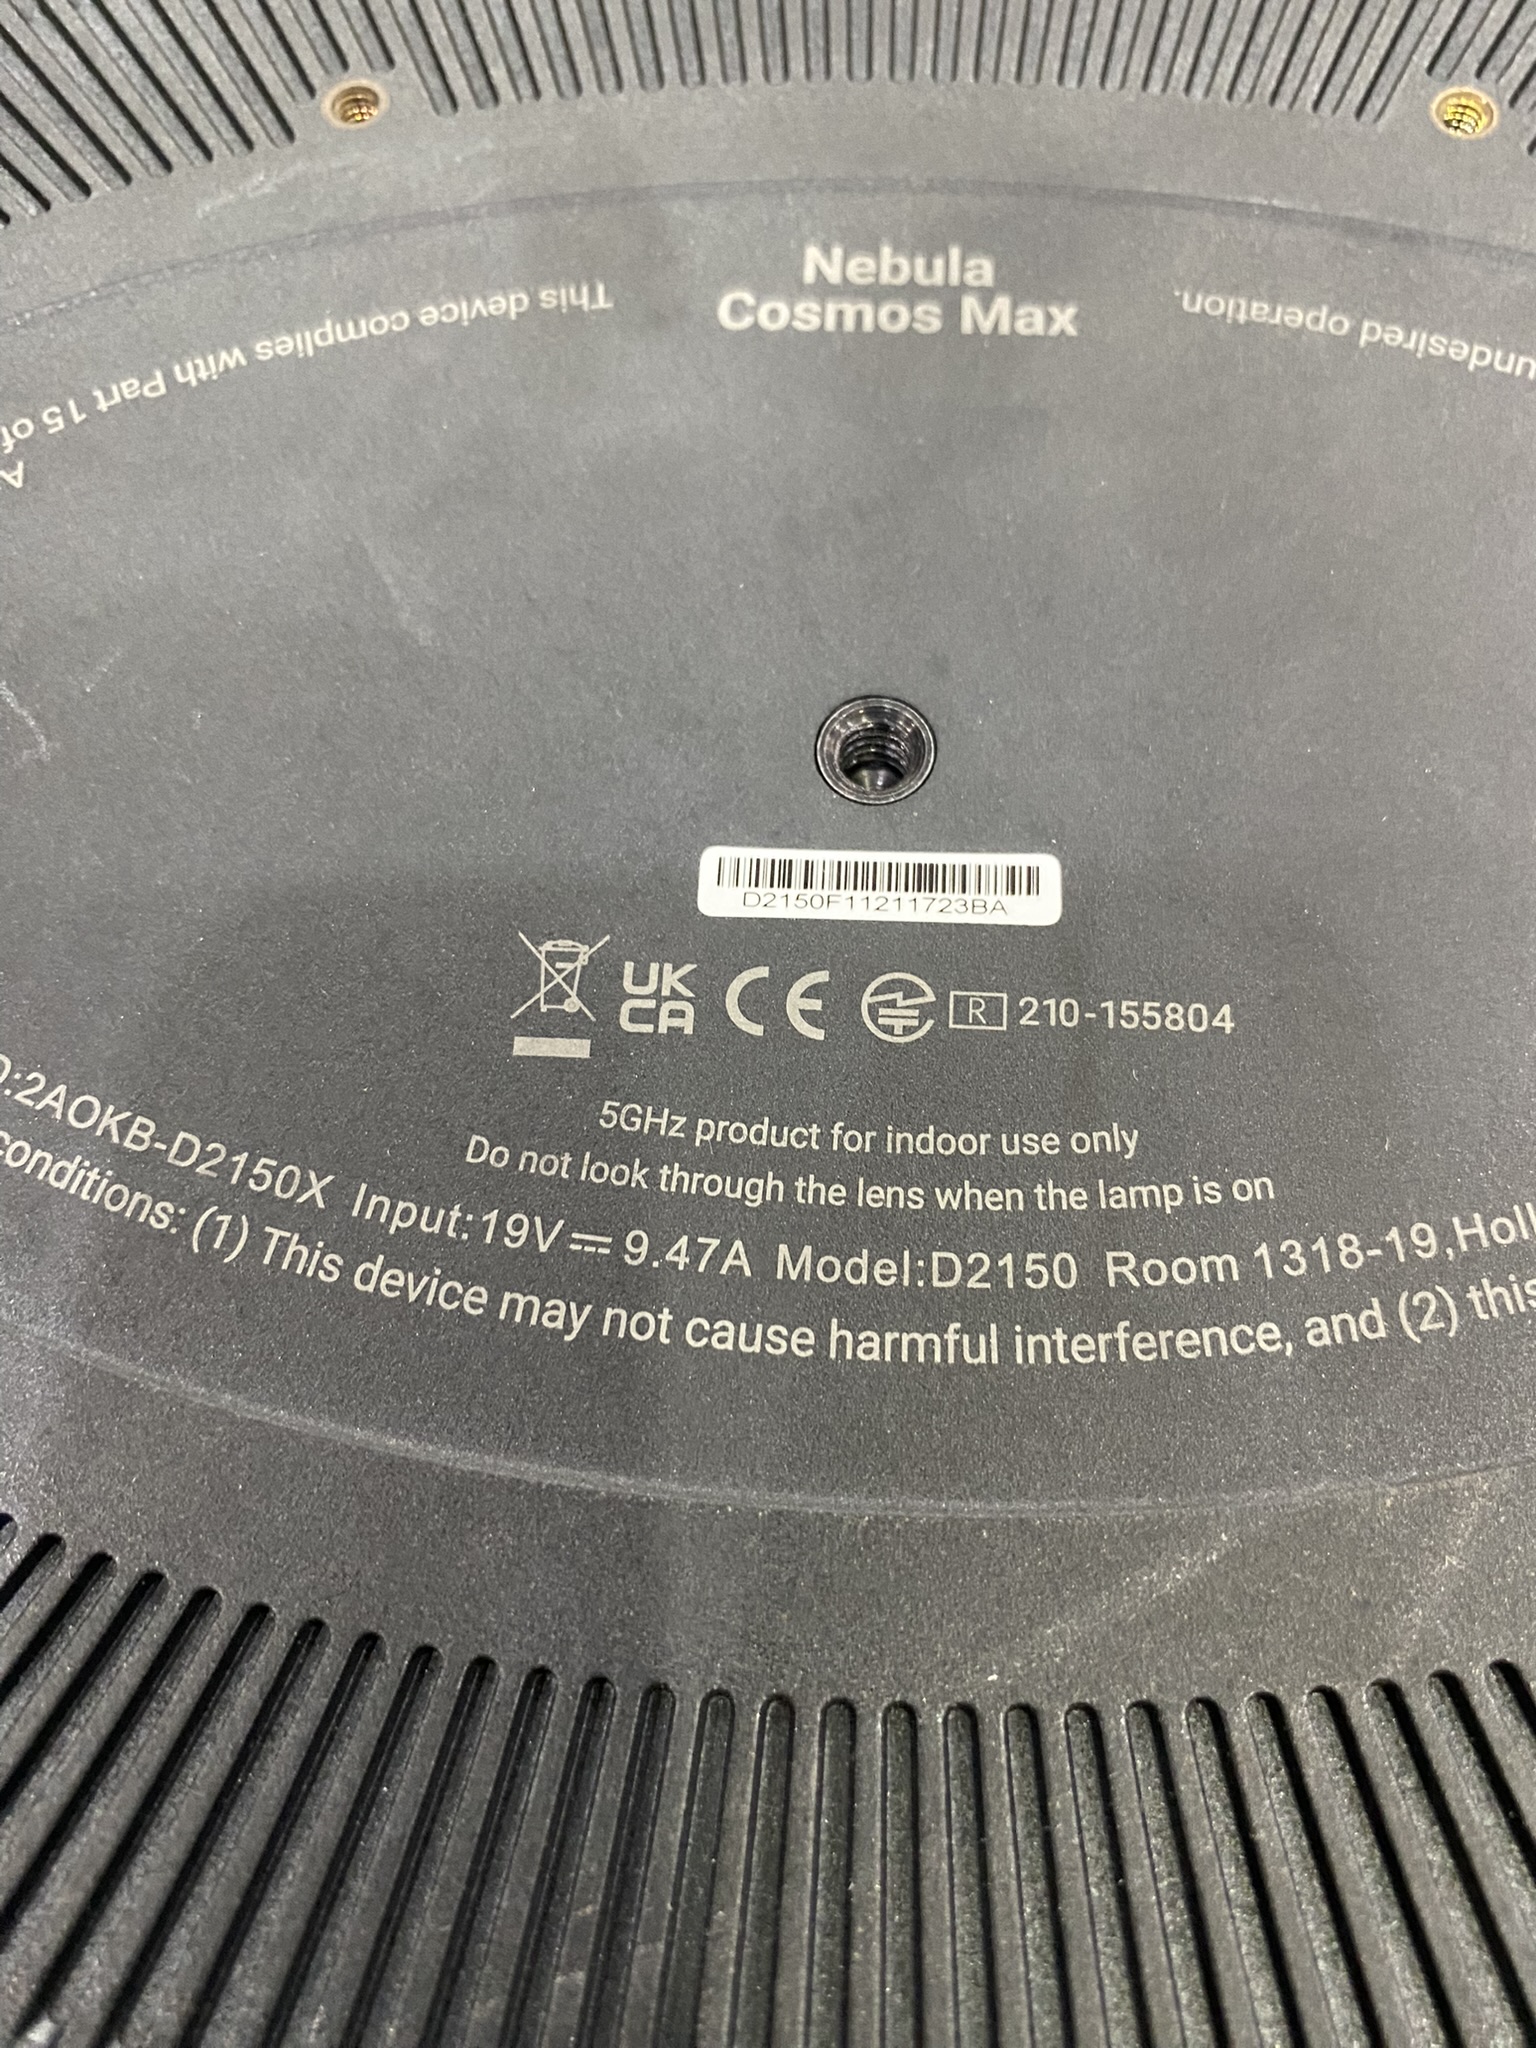 Nebula
Cosmos Max
This device complies with Part 15 of
undesired operation.
D2150F11211723BA
UK
CA
CE
R 210-155804
5GHz product for indoor use only
Do not look through the lens when the lamp is on
D:2AOKB-D2150X Input:19V⎓9.47A Model:D2150 Room 1318-19,Holl
conditions: (1) This device may not cause harmful interference, and (2) this